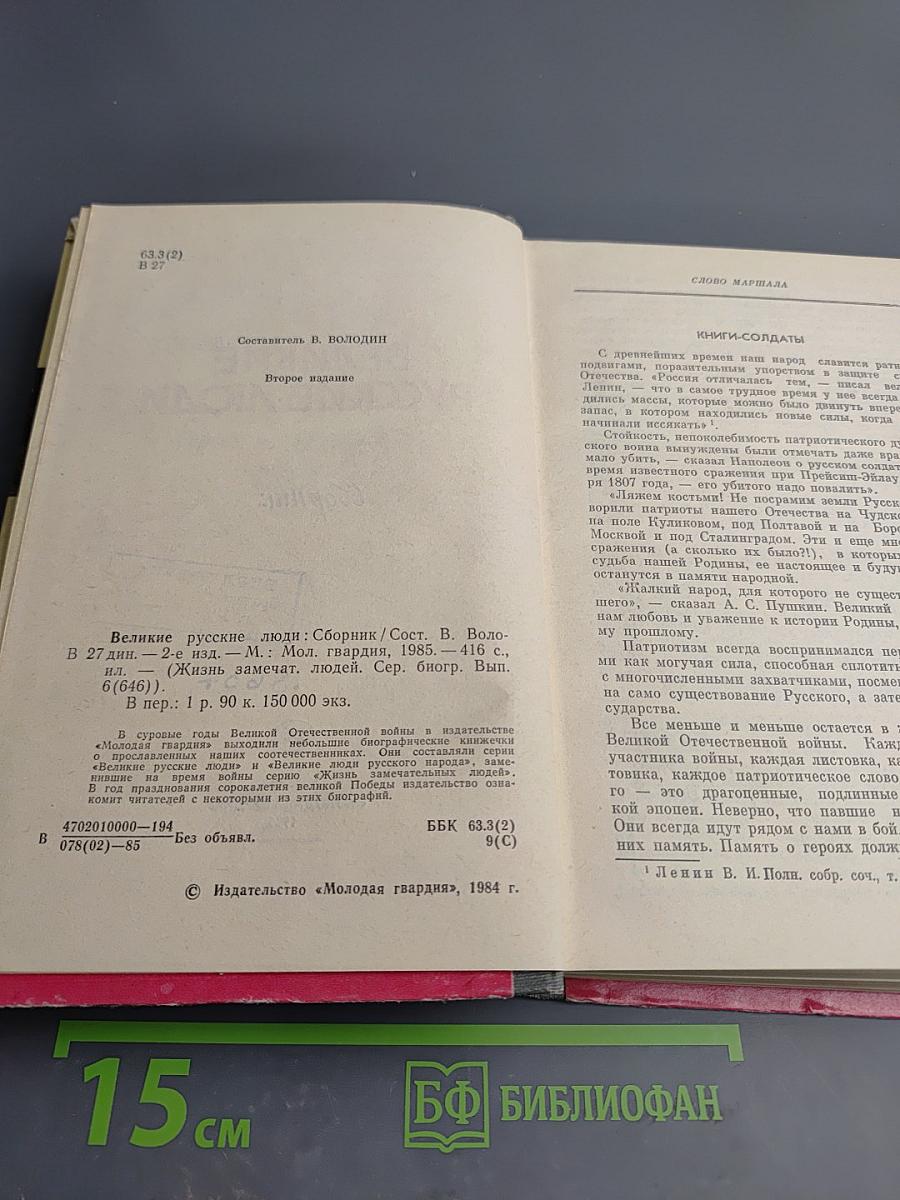 63.3(2)
В 27
Составитель В. ВОЛОДИН
Второе издание
Великие русские люди: Сборник/Сост. В. Воло-
В 27 дин. — 2-е изд. — М.: Мол. гвардия, 1985. — 416 с.,
ил. — (Жизнь замечат. людей. Сер. биогр. Вып.
6(646)).
В пер.: 1 р. 90 к. 150 000 экз.
В суровые годы Великой Отечественной войны в издательстве
«Молодая гвардия» выходили небольшие биографические книжечки
о прославленных наших соотечественниках. Они составляли серии
«Великие русские люди» и «Великие люди русского народа», заме-
нившие на время войны серию «Жизнь замечательных людей».
В год празднования сорокалетия великой Победы издательство озна-
комит читателей с некоторыми из этих биографий.
В 4702010000—194
078(02)—85 Без объявл.
ББК 63.3(2)
9(С)
© Издательство «Молодая гвардия», 1984 г.
СЛОВО МАРШАЛА
КНИГИ-СОЛДАТЫ
С древнейших времен наш народ славится ратн
подвигами, поразительным упорством в защите с
Отечества. «Россия отличалась тем, — писал ве
Ленин, — что в самое трудное время у нее всегда
дились массы, которые можно было двинуть впере
запас, в котором находились новые силы, когда
начинали иссякать» ¹.
Стойкость, непоколебимость патриотического ду
ского воина вынуждены были отмечать даже вра
мало убить, — сказал Наполеон о русском солдат
время известного сражения при Прейсиш-Эйлау
ря 1807 года, — его убитого надо повалить».
«Ляжем костьми! Не посрамим земли Русск
ворили патриоты нашего Отечества на Чудско
на поле Куликовом, под Полтавой и на Боро
Москвой и под Сталинградом. Эти и еще мн
сражения (а сколько их было?!), в которых
судьба нашей Родины, ее настоящее и буду
останутся в памяти народной.
«Жалкий народ, для которого не сущест
шего», — сказал А. С. Пушкин. Великий
нам любовь и уважение к истории Родины,
му прошлому.
Патриотизм всегда воспринимался пе
ми как могучая сила, способная сплотить
с многочисленными захватчиками, посме
на само существование Русского, а зате
сударства.
Все меньше и меньше остается в
Великой Отечественной войны. Кажд
участника войны, каждая листовка, ка
товика, каждое патриотическое слово
го — это драгоценные, подлинные
кой эпопеи. Неверно, что павшие н
Они всегда идут рядом с нами в бой.
них память. Память о героях долж
¹ Ленин В. И. Полн. собр. соч., т.
15 см
БФ БИБЛИОФАН